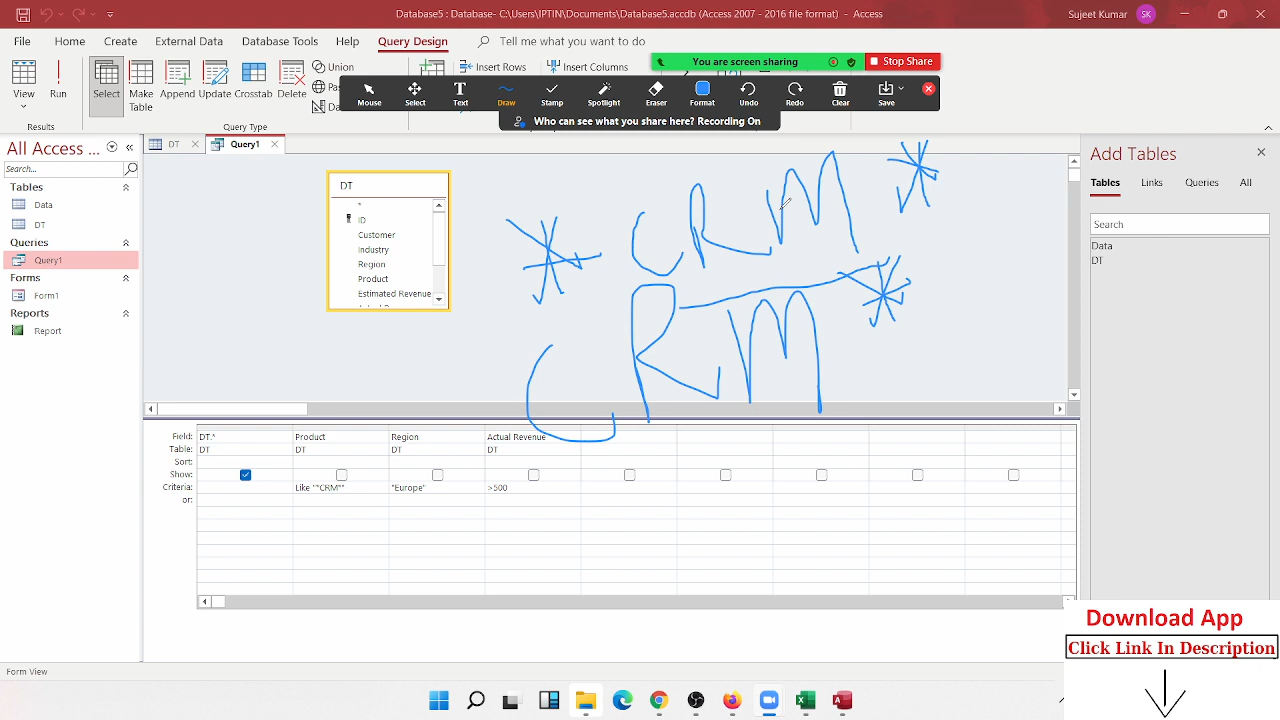 Database5 : Database- C:\Users\IPTIN\Documents\Database5.accdb (Access 2007 - 2016 file format) - Access
Sujeet Kumar SK
File Home Create External Data Database Tools Help Query Design Tell me what you want to do
You are screen sharing Stop Share
View Run Select Make Table Append Update Crosstab Delete
Union
Insert Rows Insert Columns
Mouse Select Text Draw Stamp Spotlight Eraser Format Undo Redo Clear Save
Who can see what you share here? Recording On
Results Query Type
All Access ...
Search...
Tables
Data
DT
Queries
Query1
Forms
Form1
Reports
Report
DT Query1
DT
*
ID
Customer
Industry
Region
Product
Estimated Revenue
* CRM *
CRM *
Field: DT.* Product Region Actual Revenue
Table: DT DT DT DT
Sort:
Show:
Criteria: Like "*CRM*" "Europe" >500
or:
Add Tables
Tables Links Queries All
Search
Data
DT
Download App
Click Link In Description
Form View